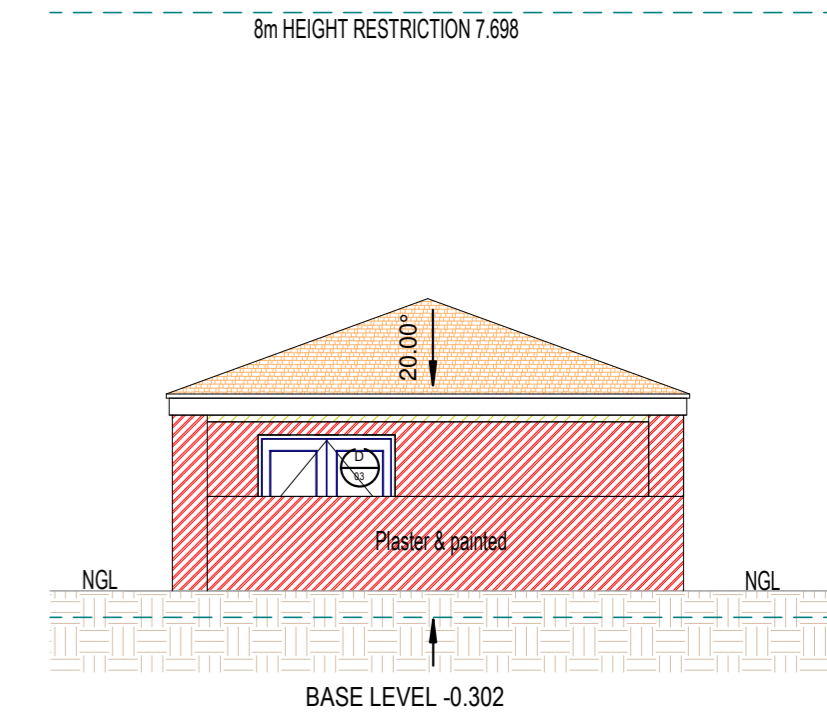 8m HEIGHT RESTRICTION 7.698
20.00°
D
03
Plaster & painted
NGL
NGL
BASE LEVEL -0.302